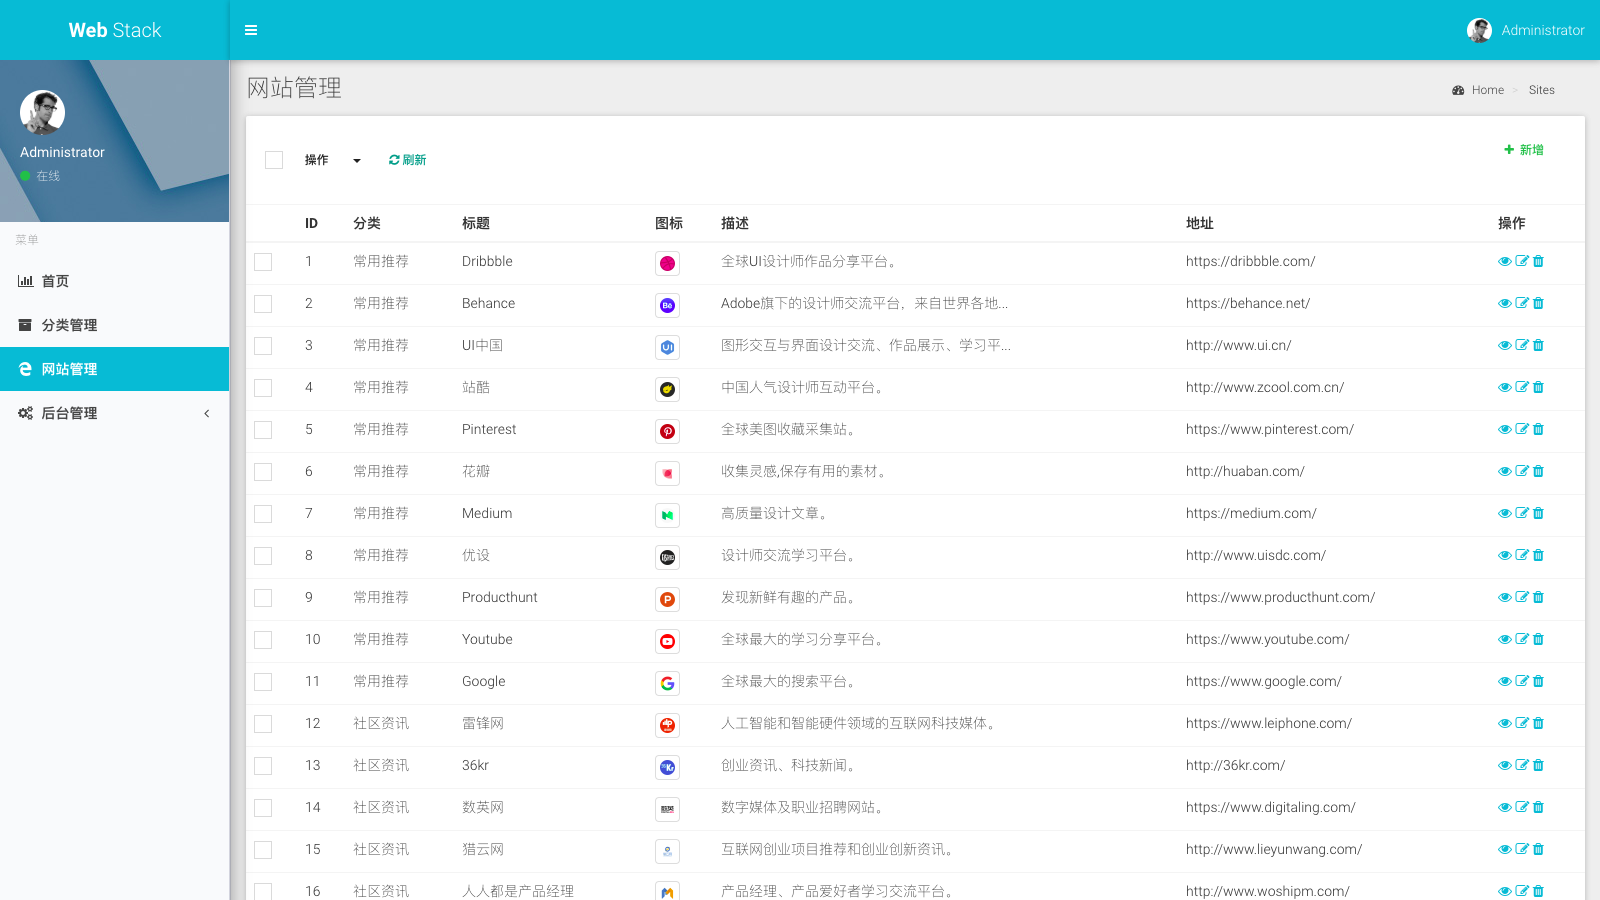 Web Stack
Administrator
Administrator
在线
菜单
首页
分类管理
网站管理
后台管理
网站管理
Home > Sites
操作 刷新 新增
ID 分类 标题 图标 描述 地址 操作
1 常用推荐 Dribbble 全球UI设计师作品分享平台。 https://dribbble.com/
2 常用推荐 Behance Adobe旗下的设计师交流平台，来自世界各地... https://behance.net/
3 常用推荐 UI中国 图形交互与界面设计交流、作品展示、学习平... http://www.ui.cn/
4 常用推荐 站酷 中国人气设计师互动平台。 http://www.zcool.com.cn/
5 常用推荐 Pinterest 全球美图收藏采集站。 https://www.pinterest.com/
6 常用推荐 花瓣 收集灵感,保存有用的素材。 http://huaban.com/
7 常用推荐 Medium 高质量设计文章。 https://medium.com/
8 常用推荐 优设 设计师交流学习平台。 http://www.uisdc.com/
9 常用推荐 Producthunt 发现新鲜有趣的产品。 https://www.producthunt.com/
10 常用推荐 Youtube 全球最大的学习分享平台。 https://www.youtube.com/
11 常用推荐 Google 全球最大的搜索平台。 https://www.google.com/
12 社区资讯 雷锋网 人工智能和智能硬件领域的互联网科技媒体。 https://www.leiphone.com/
13 社区资讯 36kr 创业资讯、科技新闻。 http://36kr.com/
14 社区资讯 数英网 数字媒体及职业招聘网站。 https://www.digitaling.com/
15 社区资讯 猎云网 互联网创业项目推荐和创业创新资讯。 http://www.lieyunwang.com/
16 社区资讯 人人都是产品经理 产品经理、产品爱好者学习交流平台。 http://www.woshipm.com/